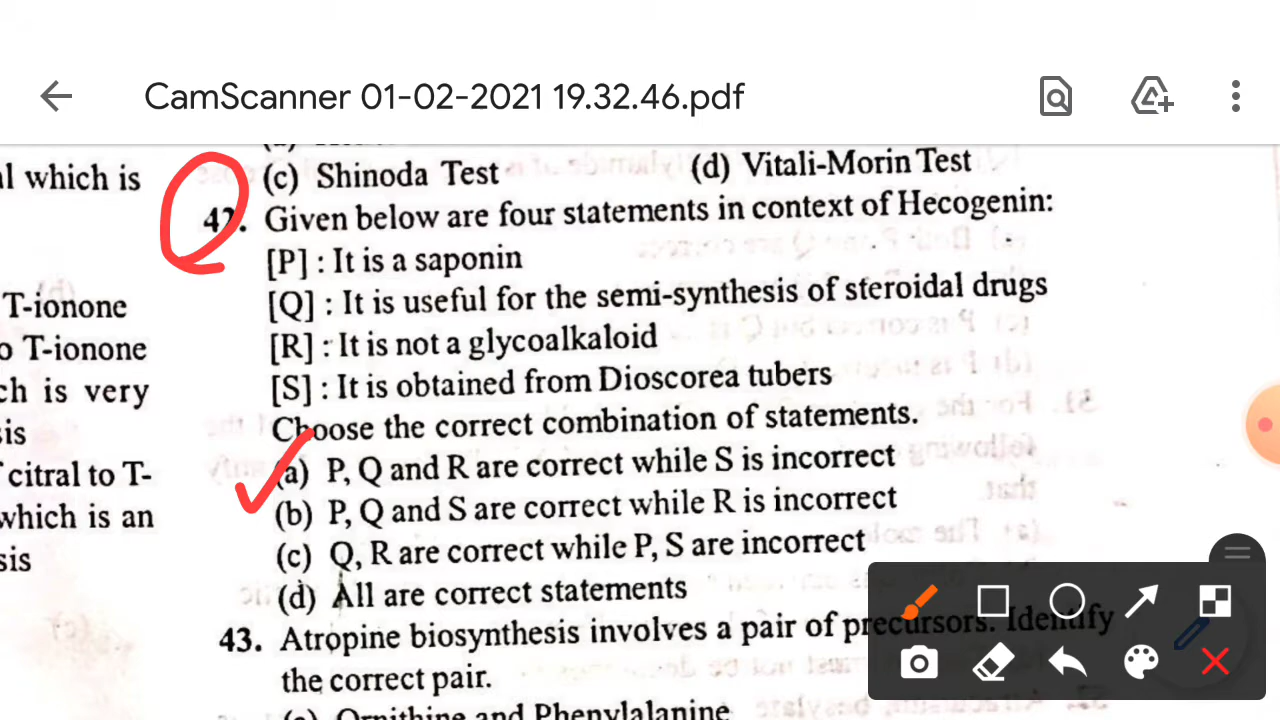 CamScanner 01-02-2021 19.32.46.pdf
al which is
(c) Shinoda Test (d) Vitali-Morin Test
42. Given below are four statements in context of Hecogenin:
[P] : It is a saponin
T-ionone
[Q] : It is useful for the semi-synthesis of steroidal drugs
o T-ionone
[R] : It is not a glycoalkaloid
ch is very
[S] : It is obtained from Dioscorea tubers
sis
Choose the correct combination of statements.
citral to T-
(a) P, Q and R are correct while S is incorrect
which is an
(b) P, Q and S are correct while R is incorrect
sis
(c) Q, R are correct while P, S are incorrect
(d) All are correct statements
43. Atropine biosynthesis involves a pair of precursors. Identify
the correct pair.
(a) Ornithine and Phenylalanine